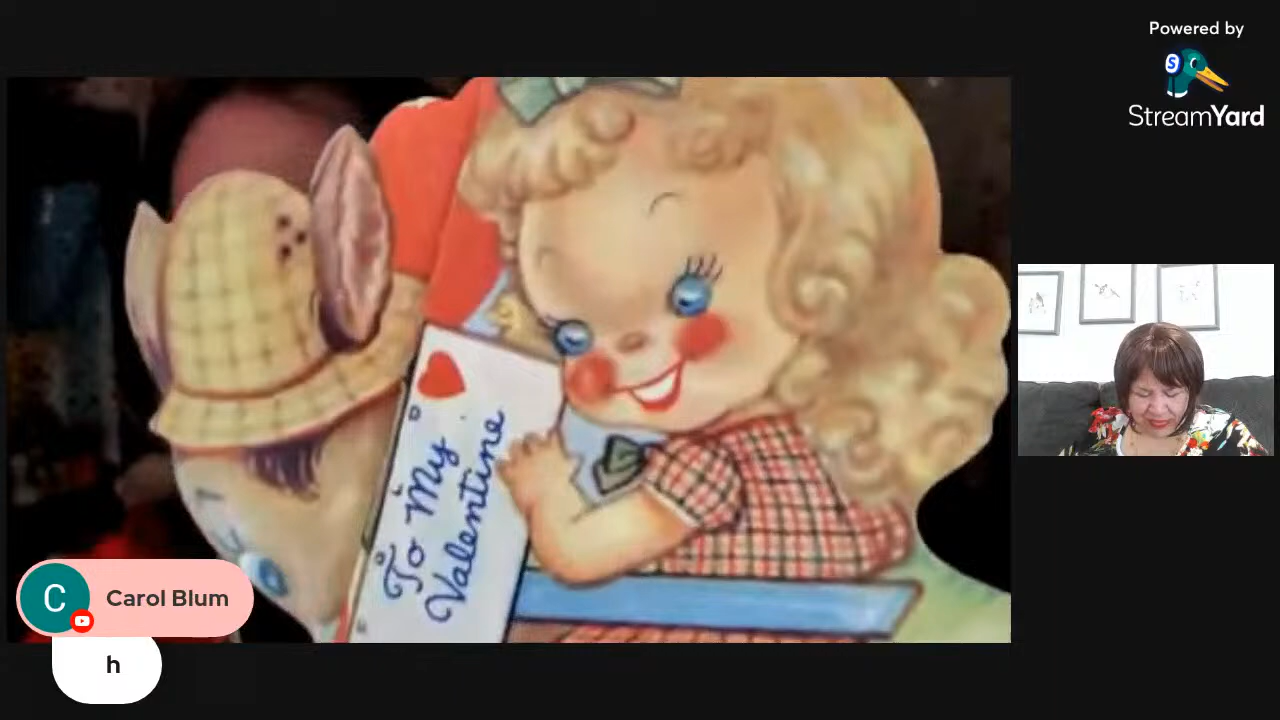 Powered by
S
StreamYard
To My
Valentine
C
Carol Blum
h